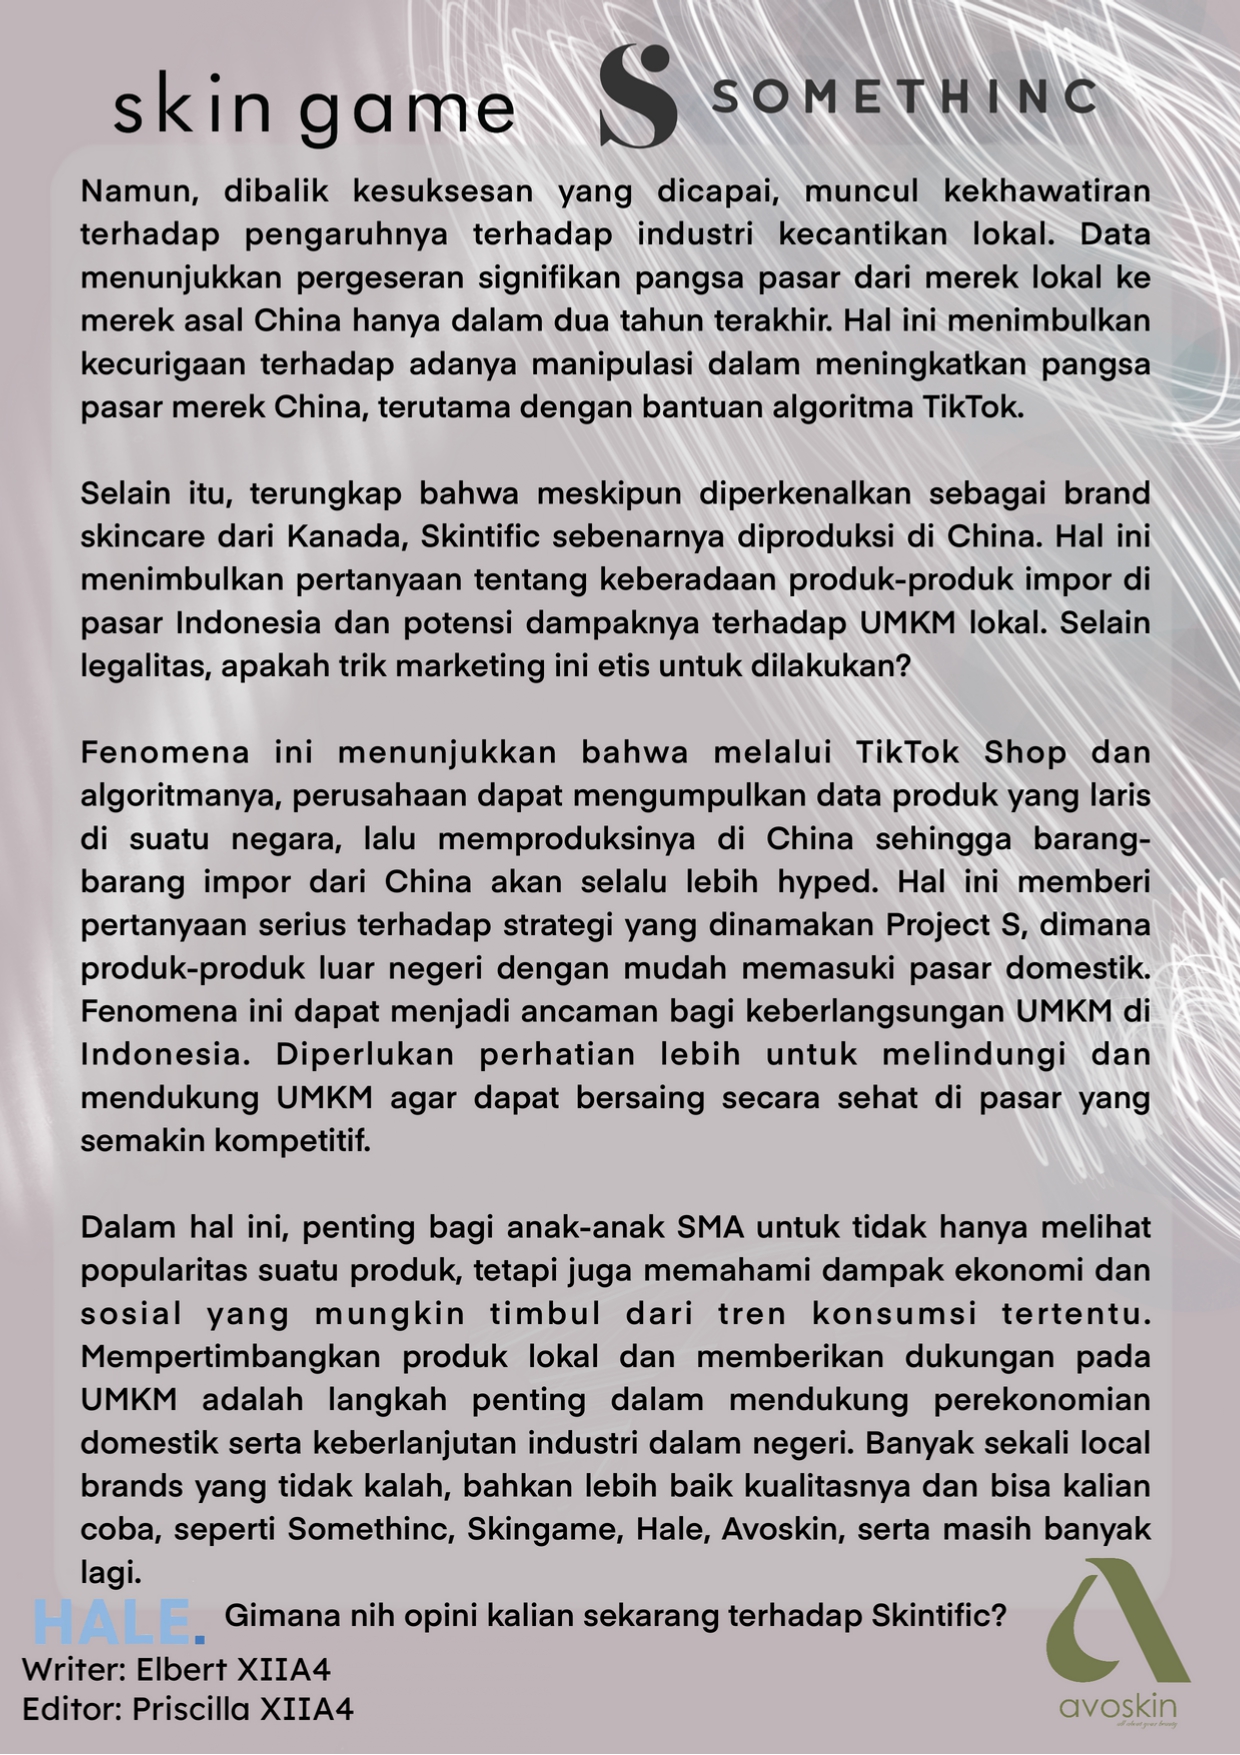 skin game
S SOMETHINC
Namun, dibalik kesuksesan yang dicapai, muncul kekhawatiran
terhadap pengaruhnya terhadap industri kecantikan lokal. Data
menunjukkan pergeseran signifikan pangsa pasar dari merek lokal ke
merek asal China hanya dalam dua tahun terakhir. Hal ini menimbulkan
kecurigaan terhadap adanya manipulasi dalam meningkatkan pangsa
pasar merek China, terutama dengan bantuan algoritma TikTok.
Selain itu, terungkap bahwa meskipun diperkenalkan sebagai brand
skincare dari Kanada, Skintific sebenarnya diproduksi di China. Hal ini
menimbulkan pertanyaan tentang keberadaan produk-produk impor di
pasar Indonesia dan potensi dampaknya terhadap UMKM lokal. Selain
legalitas, apakah trik marketing ini etis untuk dilakukan?
Fenomena ini menunjukkan bahwa melalui TikTok Shop dan
algoritmanya, perusahaan dapat mengumpulkan data produk yang laris
di suatu negara, lalu memproduksinya di China sehingga barang-
barang impor dari China akan selalu lebih hyped. Hal ini memberi
pertanyaan serius terhadap strategi yang dinamakan Project S, dimana
produk-produk luar negeri dengan mudah memasuki pasar domestik.
Fenomena ini dapat menjadi ancaman bagi keberlangsungan UMKM di
Indonesia. Diperlukan perhatian lebih untuk melindungi dan
mendukung UMKM agar dapat bersaing secara sehat di pasar yang
semakin kompetitif.
Dalam hal ini, penting bagi anak-anak SMA untuk tidak hanya melihat
popularitas suatu produk, tetapi juga memahami dampak ekonomi dan
sosial yang mungkin timbul dari tren konsumsi tertentu.
Mempertimbangkan produk lokal dan memberikan dukungan pada
UMKM adalah langkah penting dalam mendukung perekonomian
domestik serta keberlanjutan industri dalam negeri. Banyak sekali local
brands yang tidak kalah, bahkan lebih baik kualitasnya dan bisa kalian
coba, seperti Somethinc, Skingame, Hale, Avoskin, serta masih banyak
lagi.
HALE.
Gimana nih opini kalian sekarang terhadap Skintific?
Writer: Elbert XIIA4
Editor: Priscilla XIIA4
avoskin
all about your beauty